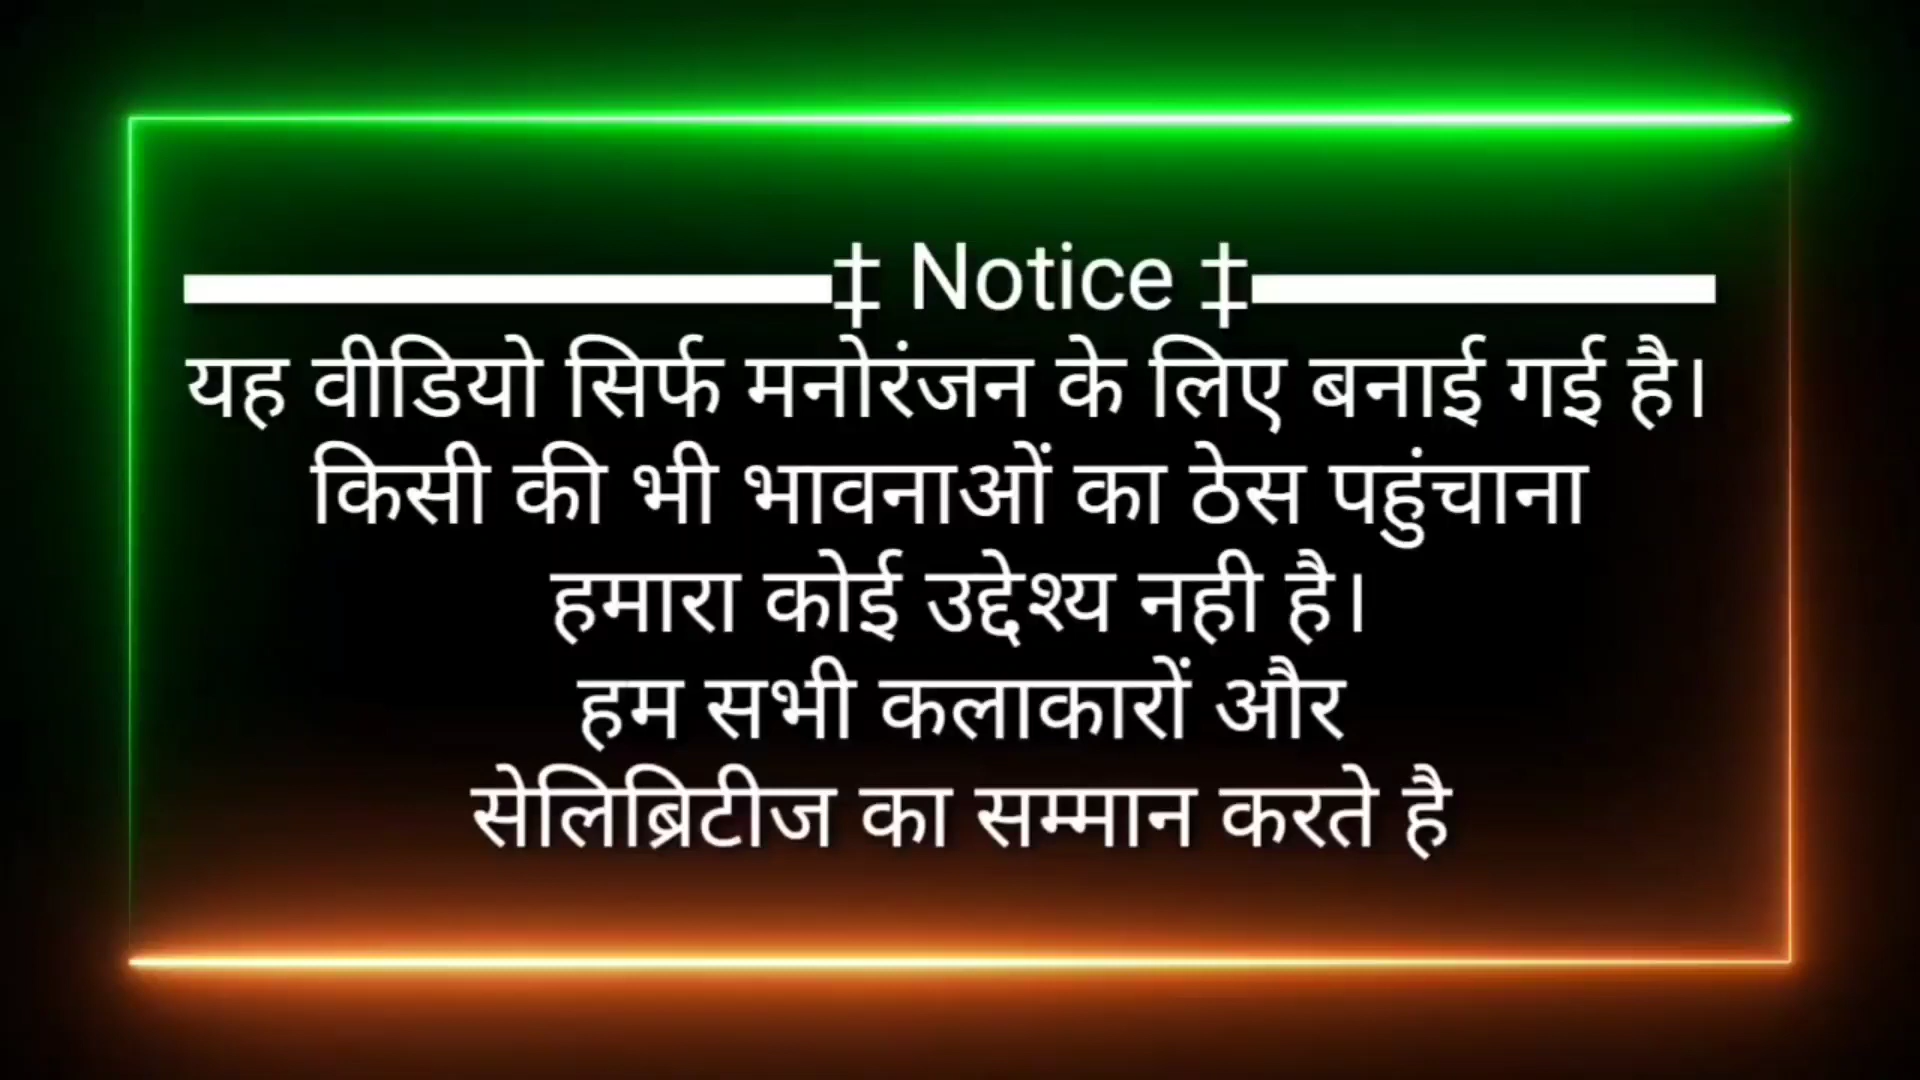 ‡ Notice ‡
यह वीडियो सिर्फ मनोरंजन के लिए बनाई गई है।
किसी की भी भावनाओं का ठेस पहुंचाना
हमारा कोई उद्देश्य नही है।
हम सभी कलाकारों और
सेलिब्रिटीज का सम्मान करते है